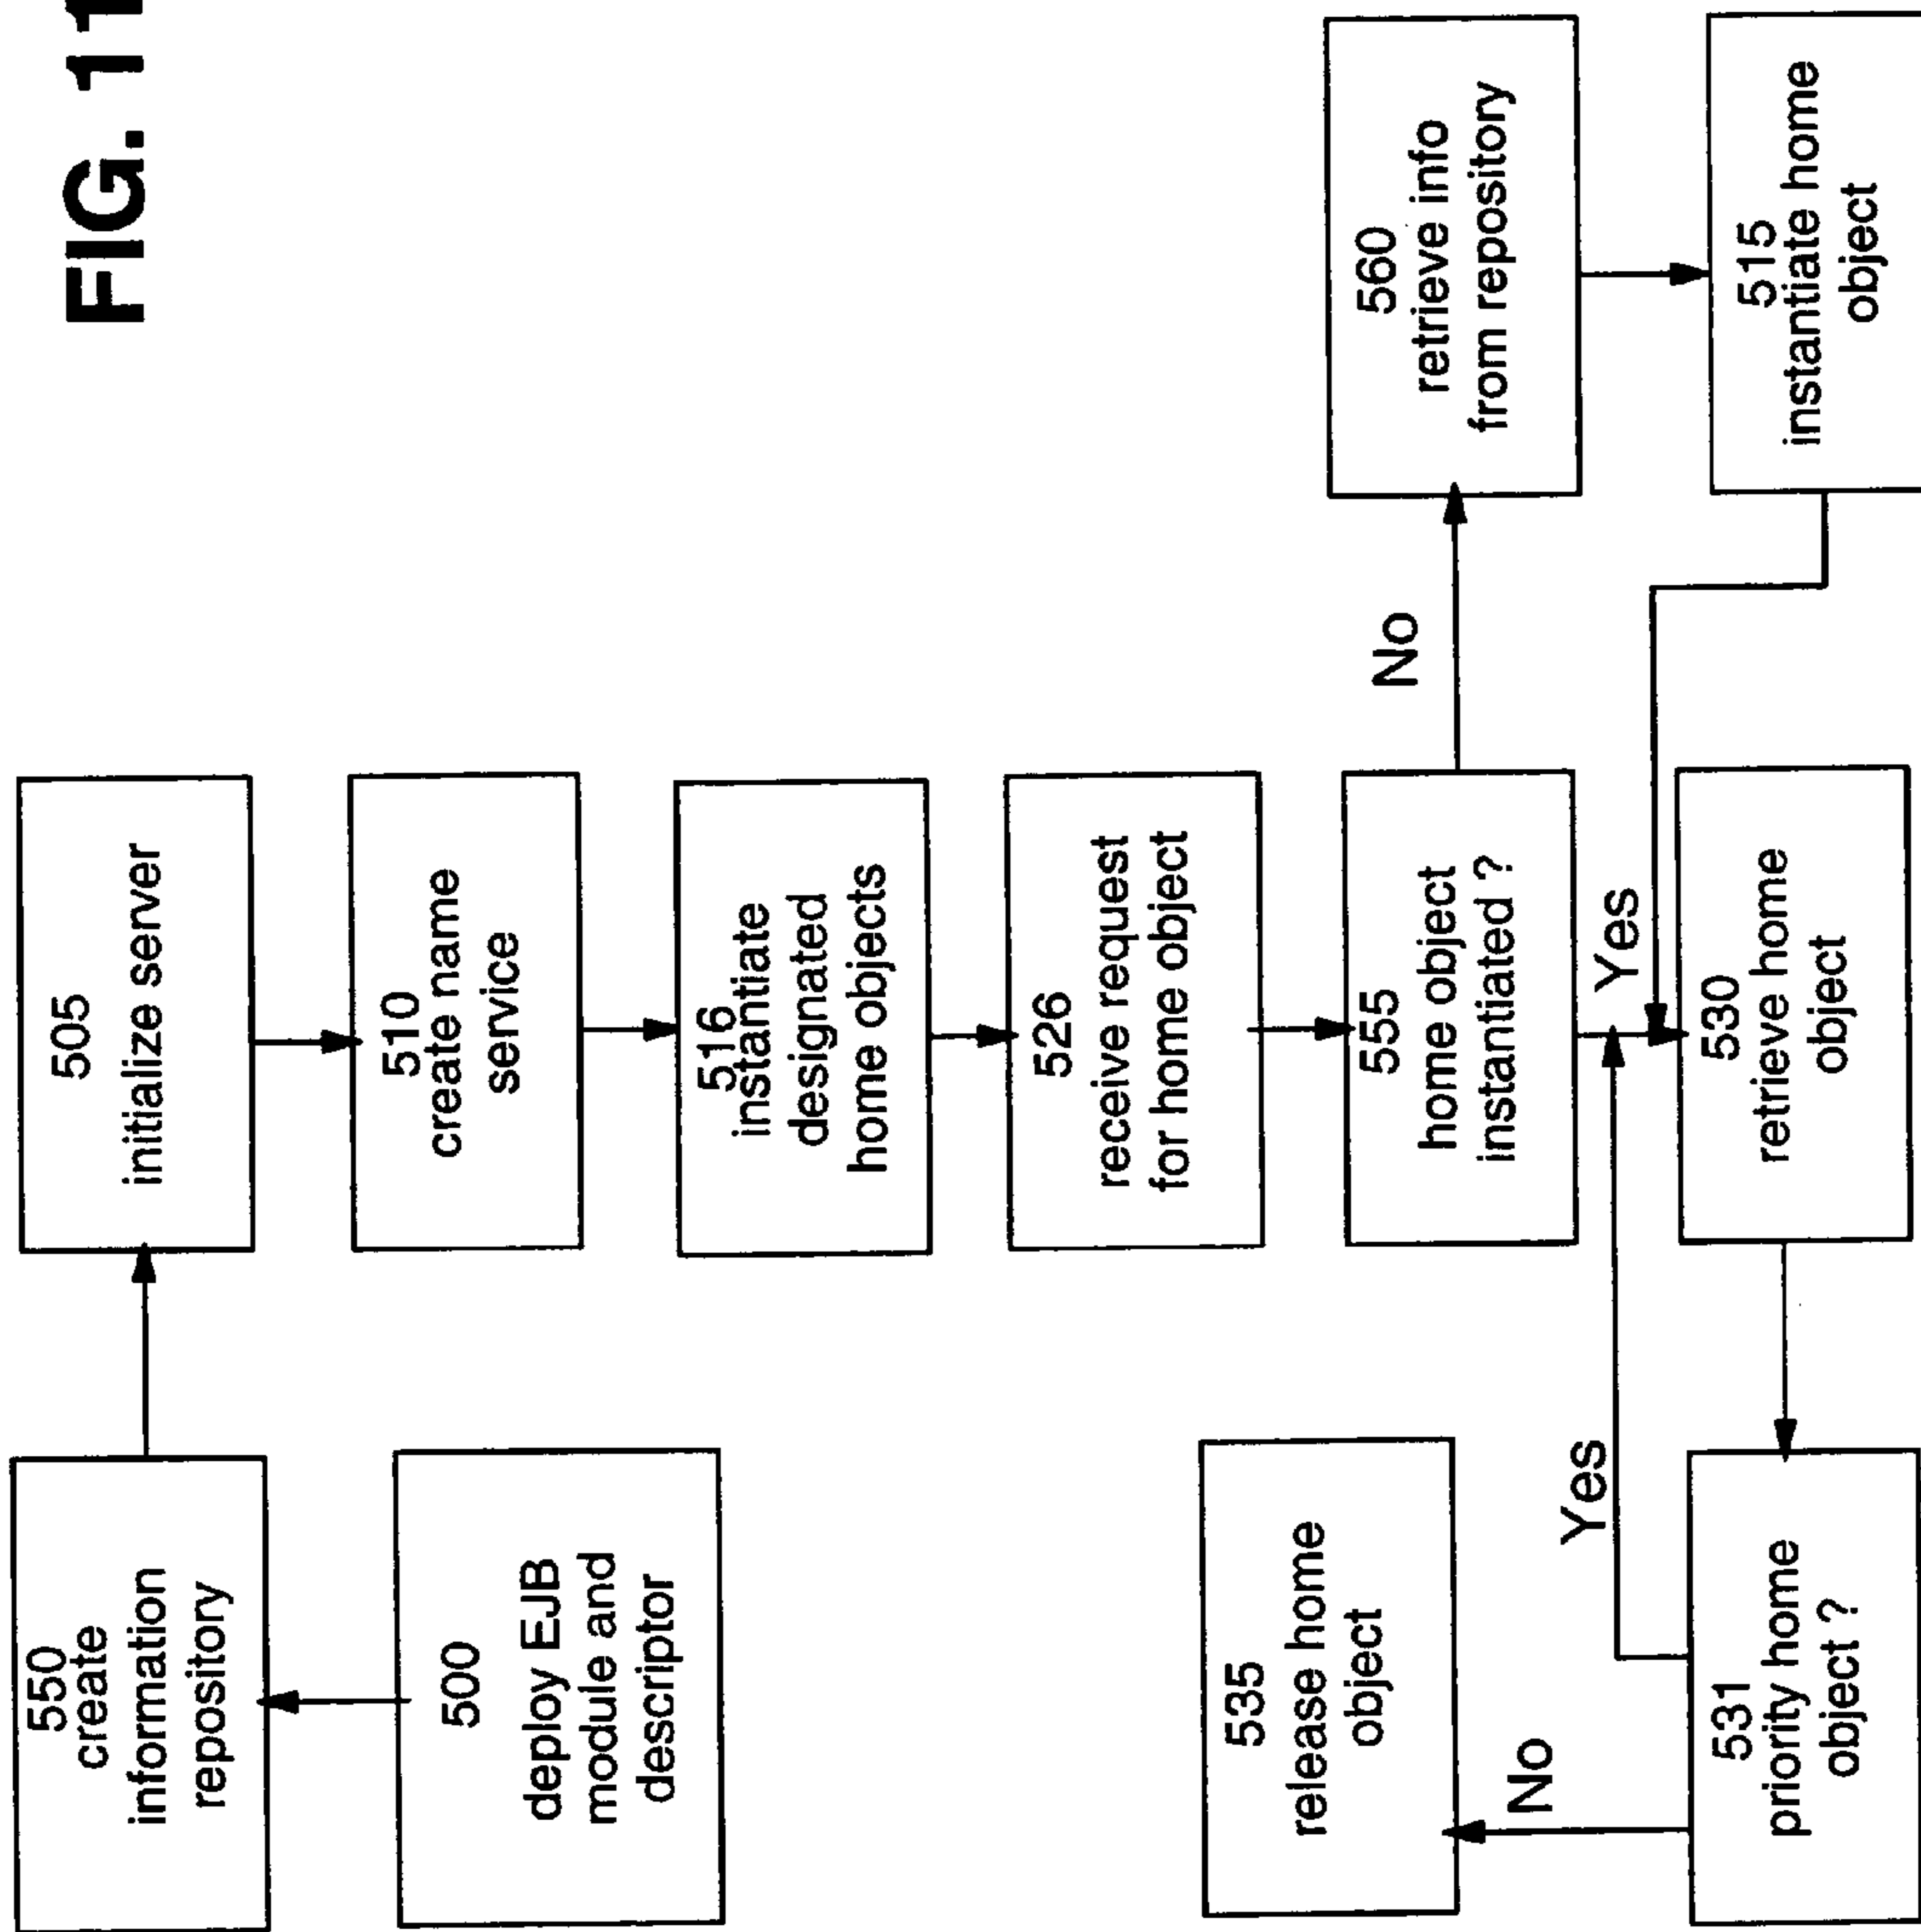 FIG. 11
550
create
information
repository
500
deploy EJB
module and
descriptor
505
initialize server
510
create name
service
516
instantiate
designated
home objects
526
receive request
for home object
555
home object
instantiated ?
No
560
retrieve info
from repository
515
instantiate home
object
Yes
530
retrieve home
object
531
priority home
object ?
Yes
No
535
release home
object